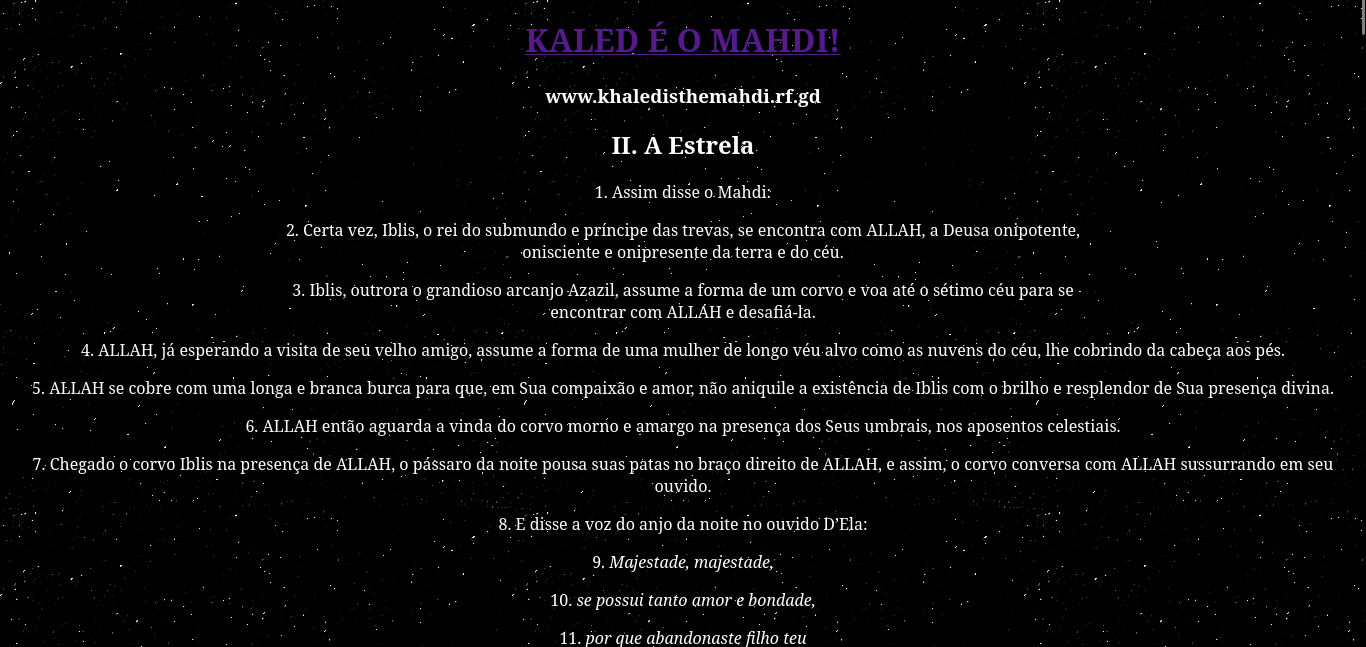 KALED É O MAHDI!
www.khaledisthemahdi.rf.gd
II. A Estrela
1. Assim disse o Mahdi:
2. Certa vez, Iblis, o rei do submundo e príncipe das trevas, se encontra com ALLAH, a Deusa onipotente,
onisciente e onipresente da terra e do céu.
3. Iblis, outrora o grandioso arcanjo Azazil, assume a forma de um corvo e voa até o sétimo céu para se
encontrar com ALLAH e desafiá-la.
4. ALLAH, já esperando a visita de seu velho amigo, assume a forma de uma mulher de longo véu alvo como as nuvens do céu, lhe cobrindo da cabeça aos pés.
5. ALLAH se cobre com uma longa e branca burca para que, em Sua compaixão e amor, não aniquile a existência de Iblis com o brilho e resplendor de Sua presença divina.
6. ALLAH então aguarda a vinda do corvo morno e amargo na presença dos Seus umbrais, nos aposentos celestiais.
7. Chegado o corvo Iblis na presença de ALLAH, o pássaro da noite pousa suas patas no braço direito de ALLAH, e assim, o corvo conversa com ALLAH sussurrando em seu
ouvido.
8. E disse a voz do anjo da noite no ouvido D’Ela:
9. Majestade, majestade,
10. se possui tanto amor e bondade,
11. por que abandonaste filho teu